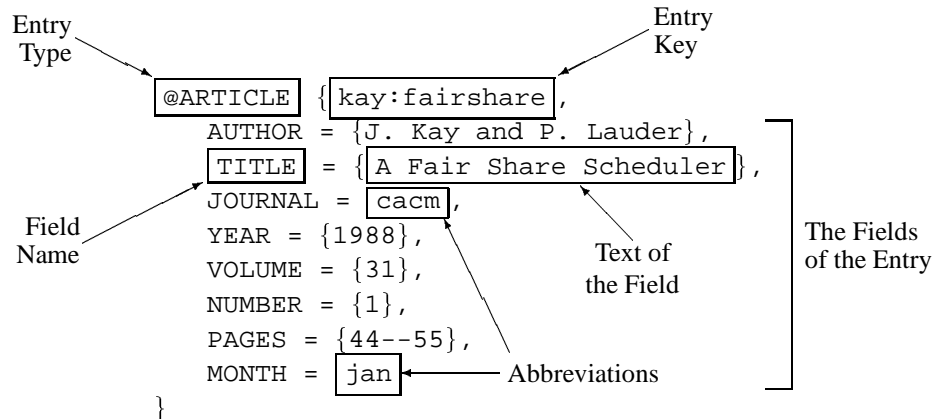 Entry
Type
Entry
Key
@ARTICLE {kay:fairshare,
AUTHOR = {J. Kay and P. Lauder},
TITLE = {A Fair Share Scheduler},
JOURNAL = cacm,
YEAR = {1988},
VOLUME = {31},
NUMBER = {1},
PAGES = {44--55},
MONTH = jan
}
Field
Name
Text of
the Field
Abbreviations
The Fields
of the Entry